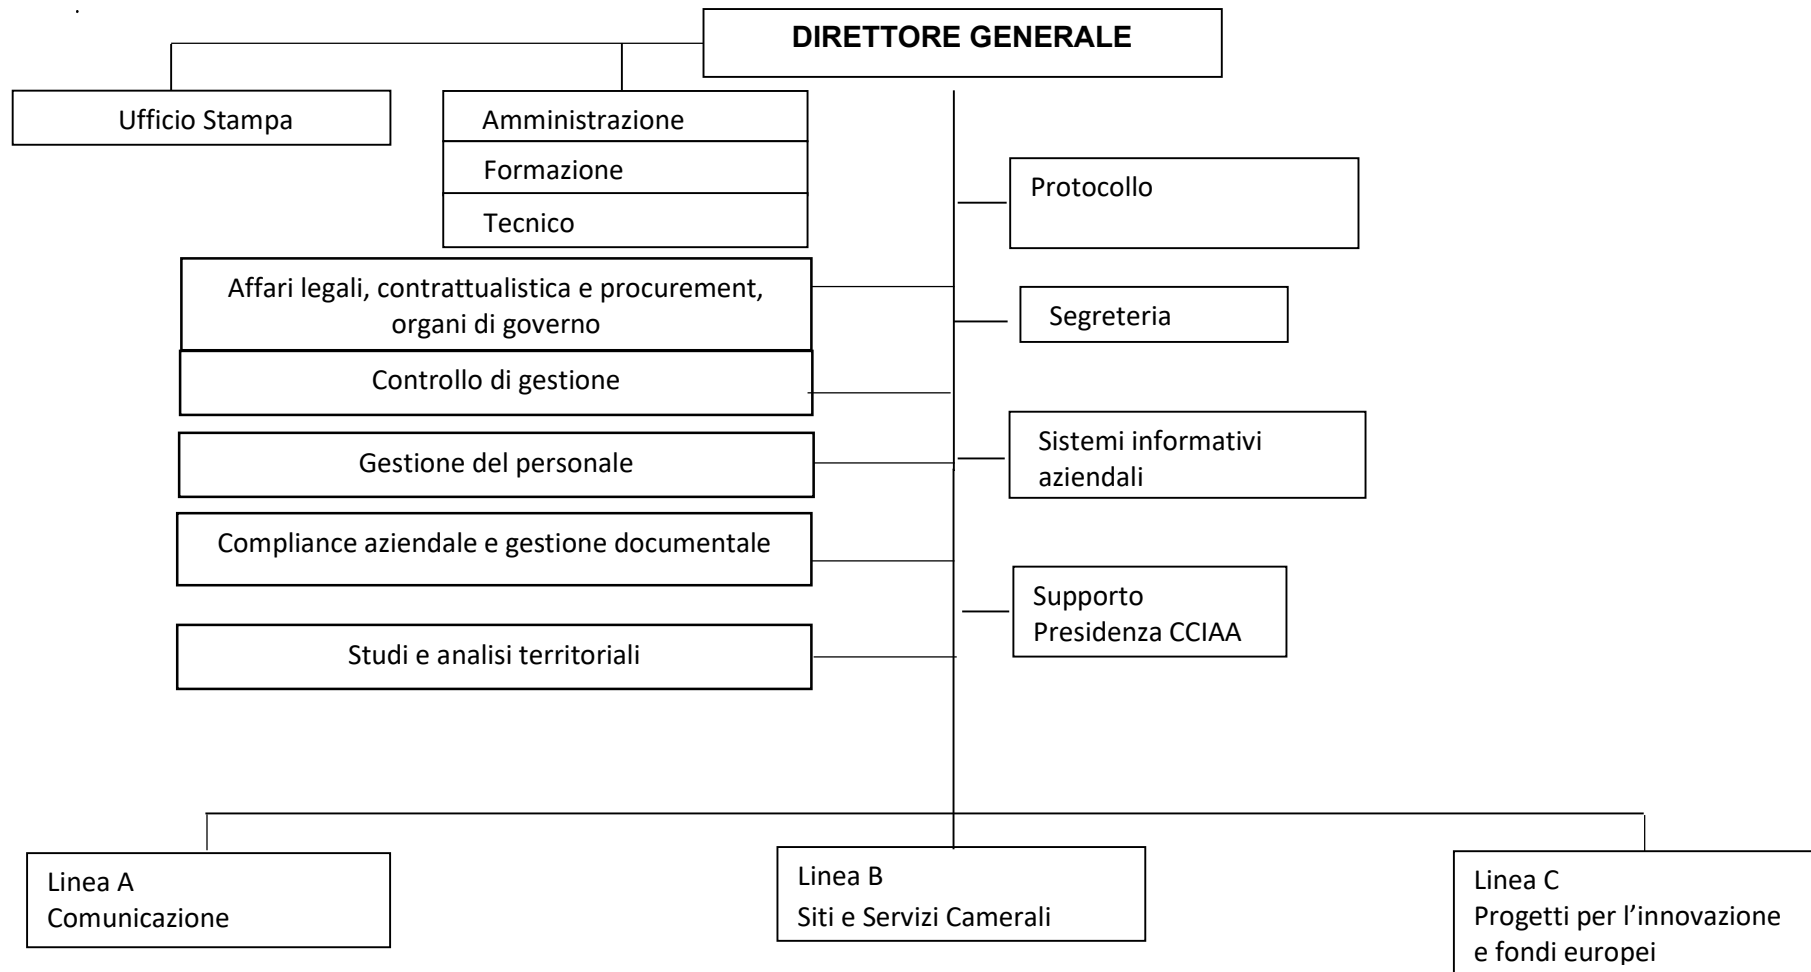 DIRETTORE GENERALE
Ufficio Stampa
Amministrazione
Formazione
Tecnico
Protocollo
Affari legali, contrattualistica e procurement,
organi di governo
Segreteria
Controllo di gestione
Sistemi informativi
aziendali
Gestione del personale
Compliance aziendale e gestione documentale
Supporto
Presidenza CCIAA
Studi e analisi territoriali
Linea A
Comunicazione
Linea B
Siti e Servizi Camerali
Linea C
Progetti per l’innovazione
e fondi europei